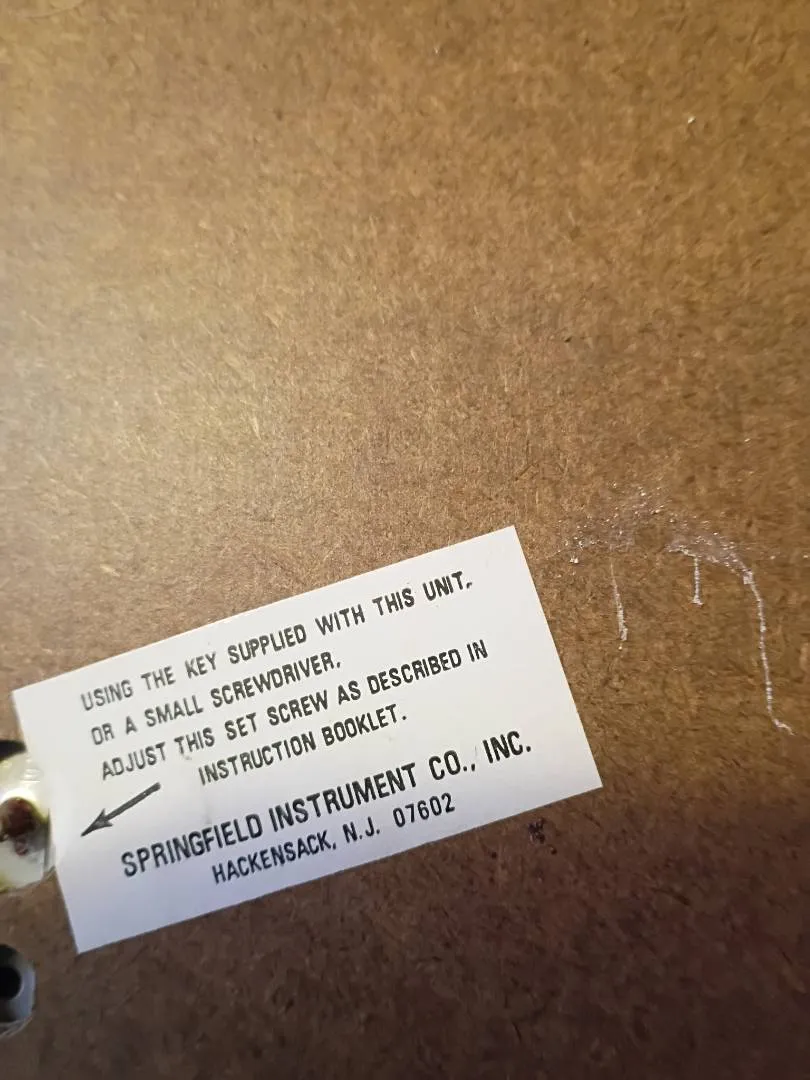 USING THE KEY SUPPLIED WITH THIS UNIT,
OR A SMALL SCREWDRIVER,
ADJUST THIS SET SCREW AS DESCRIBED IN
INSTRUCTION BOOKLET.
SPRINGFIELD INSTRUMENT CO., INC.
HACKENSACK, N.J. 07602